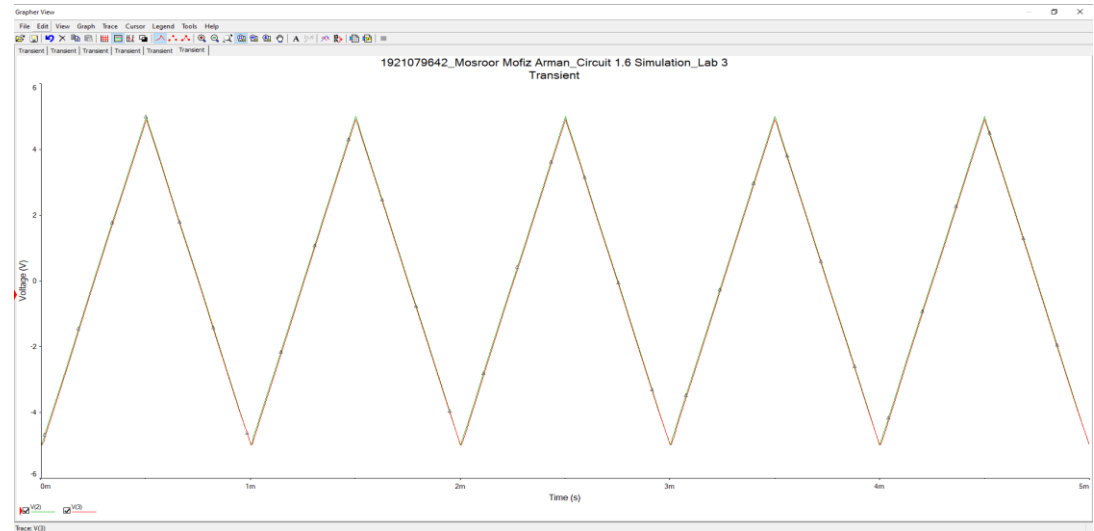 Grapher View
File Edit View Graph Trace Cursor Legend Tools Help
A
Transient Transient Transient Transient Transient Transient
1921079642_Mosroor Mofiz Arman_Circuit 1.6 Simulation_Lab 3
Transient
6
4
2
0
-2
-4
-6
Voltage (V)
0m 1m 2m 3m 4m 5m
Time (s)
V(2) V(3)
Trace: V(3)